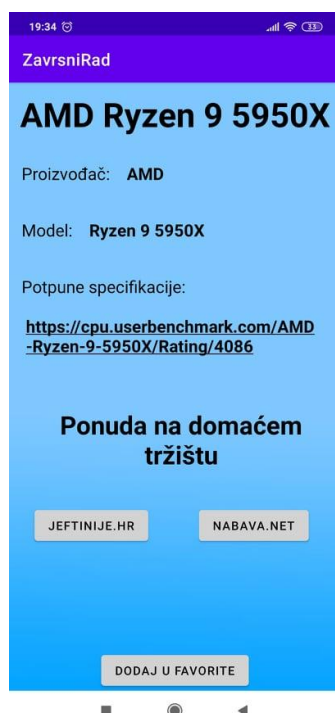 19:34
33
ZavrsniRad
AMD Ryzen 9 5950X
Proizvođač: AMD
Model: Ryzen 9 5950X
Potpune specifikacije:
https://cpu.userbenchmark.com/AMD
-Ryzen-9-5950X/Rating/4086
Ponuda na domaćem
tržištu
JEFTINIJE.HR
NABAVA.NET
DODAJ U FAVORITE